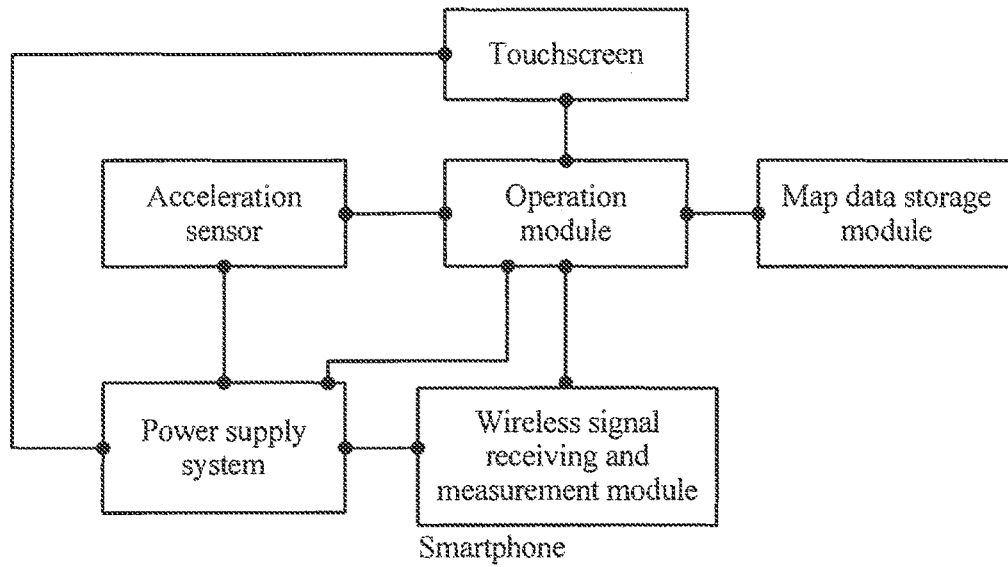 Touchscreen
Acceleration
sensor
Operation
module
Map data storage
module
Power supply
system
Wireless signal
receiving and
measurement module
Smartphone